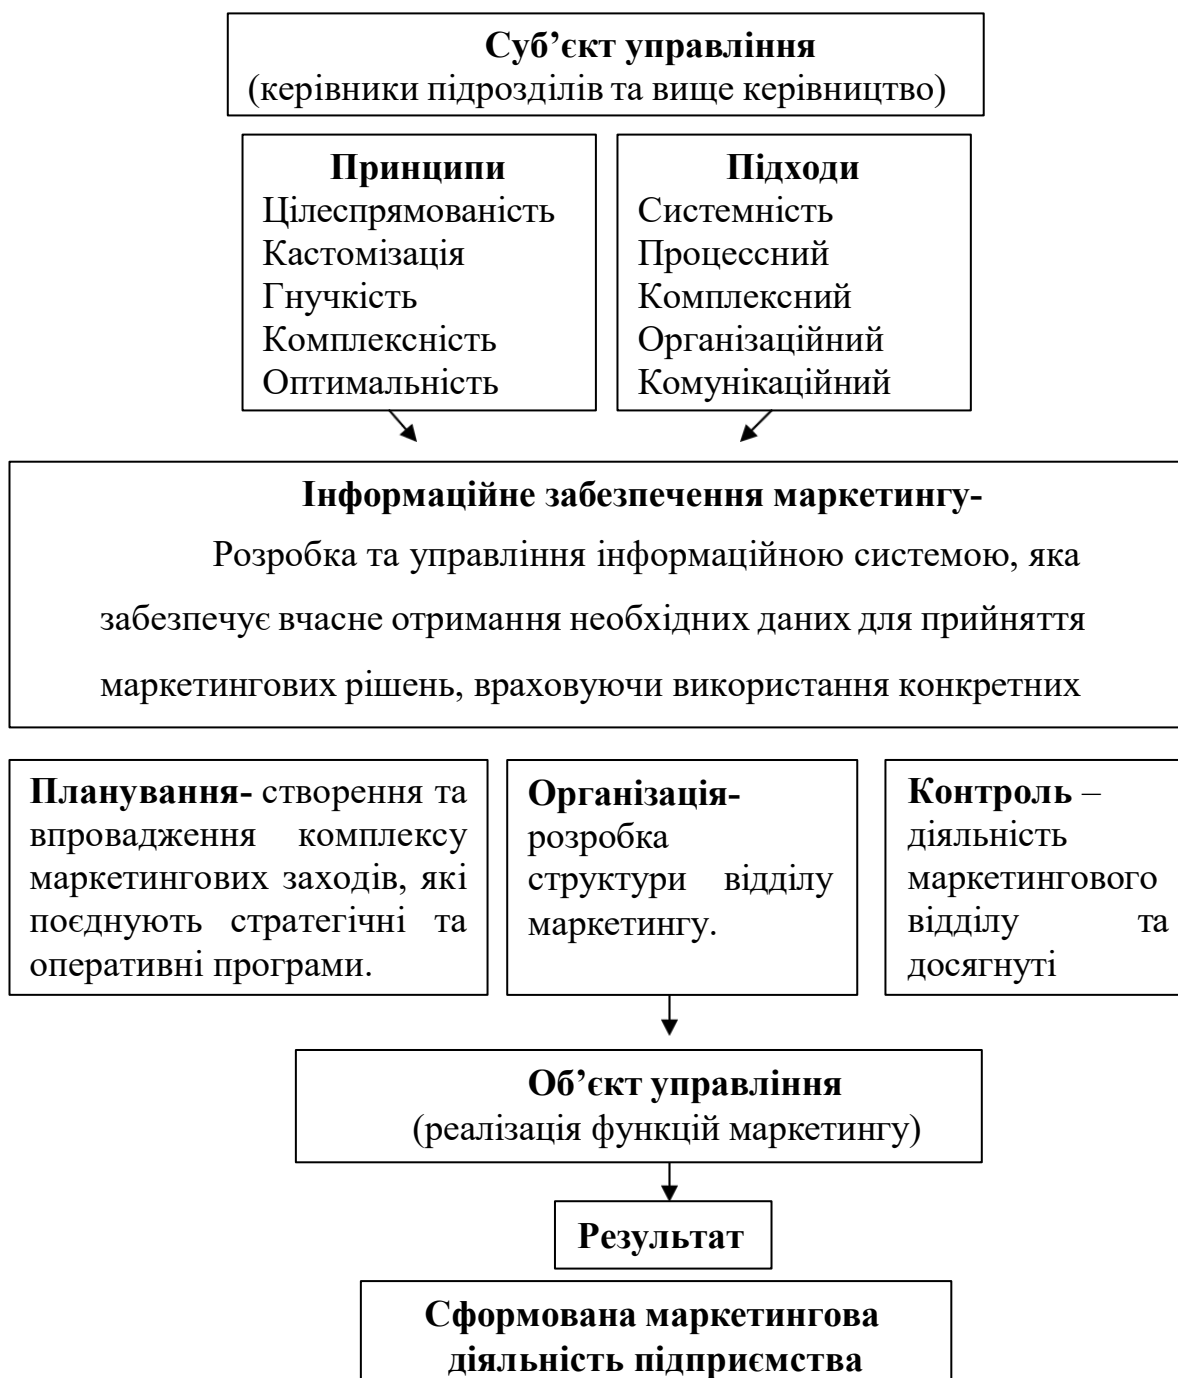 Суб’єкт управління
(керівники підрозділів та вище керівництво)
Принципи
Цілеспрямованість
Кастомізація
Гнучкість
Комплексність
Оптимальність
Підходи
Системність
Процессний
Комплексний
Організаційний
Комунікаційний
Інформаційне забезпечення маркетингу-
Розробка та управління інформаційною системою, яка
забезпечує вчасне отримання необхідних даних для прийняття
маркетингових рішень, враховуючи використання конкретних
Планування- створення та
впровадження комплексу
маркетингових заходів, які
поєднують стратегічні та
оперативні програми.
Організація-
розробка
структури відділу
маркетингу.
Контроль –
діяльність
маркетингового
відділу та
досягнуті
Об’єкт управління
(реалізація функцій маркетингу)
Результат
Сформована маркетингова
діяльність підприємства